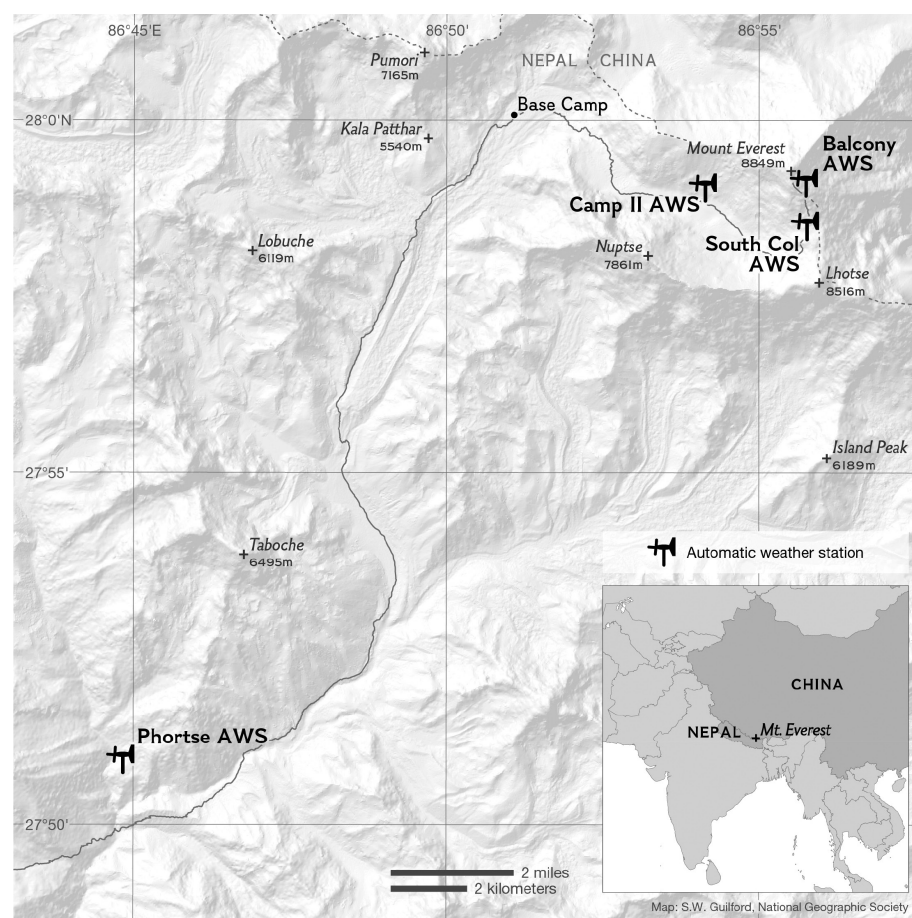 86°45'E
86°50'
86°55'
Pumori
7165m
NEPAL
CHINA
Base Camp
28°0'N
Kala Patthar
5540m
Mount Everest
8849m
Balcony
AWS
Camp II AWS
Lobuche
6119m
Nuptse
7861m
South Col
AWS
Lhotse
8516m
Island Peak
6189m
27°55'
Taboche
6495m
Automatic weather station
CHINA
NEPAL
Mt. Everest
Phortse AWS
27°50'
2 miles
2 kilometers
Map: S.W. Guilford, National Geographic Society